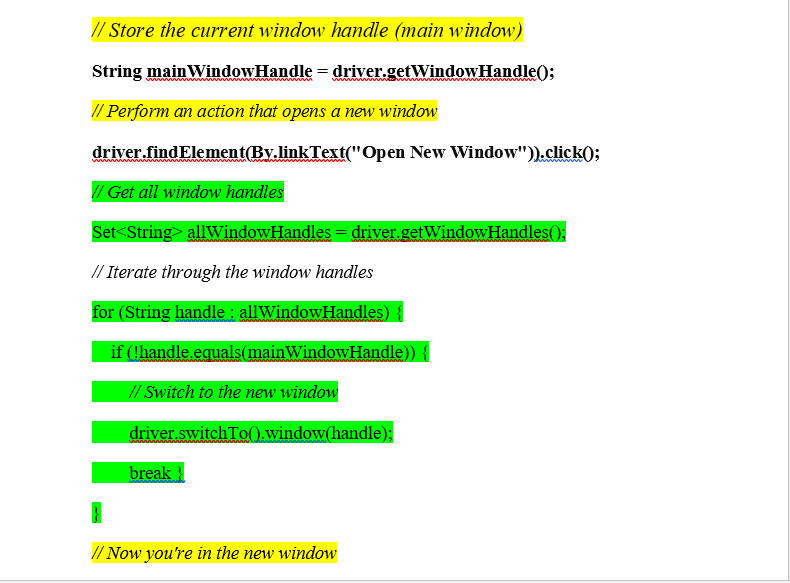 // Store the current window handle (main window)
String mainWindowHandle = driver.getWindowHandle();
// Perform an action that opens a new window
driver.findElement(By.linkText("Open New Window")).click();
// Get all window handles
Set<String> allWindowHandles = driver.getWindowHandles();
// Iterate through the window handles
for (String handle : allWindowHandles) {
if (!handle.equals(mainWindowHandle)) {
// Switch to the new window
driver.switchTo().window(handle);
break }
}
// Now you're in the new window